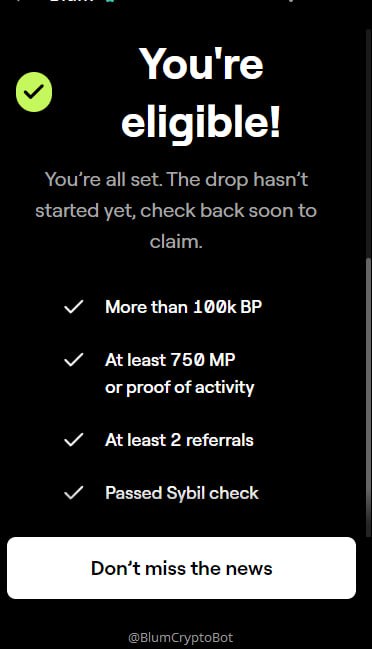 You're
eligible!
You're all set. The drop hasn't
started yet, check back soon to
claim.
More than 100k BP
At least 750 MP
or proof of activity
At least 2 referrals
Passed Sybil check
Don't miss the news
@BlumCryptoBot